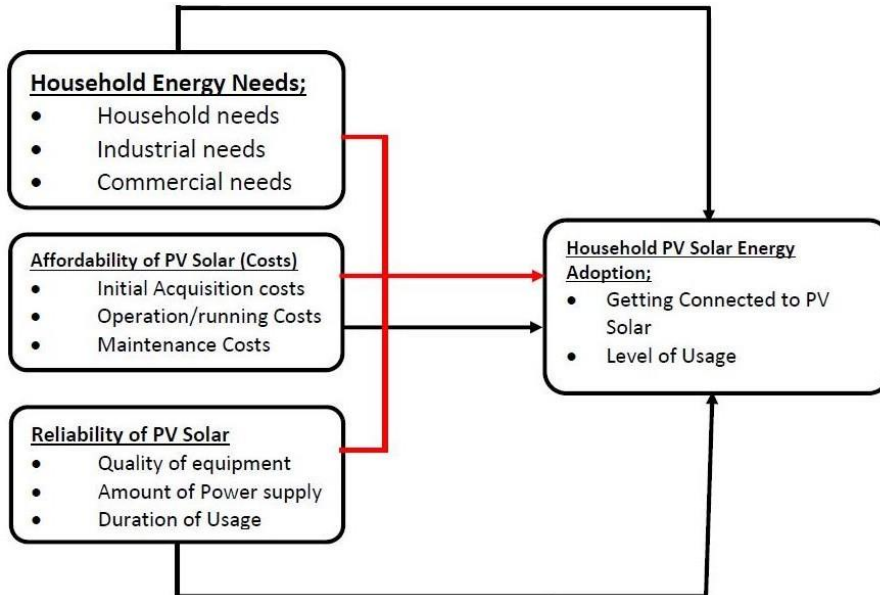 Household Energy Needs;
• Household needs
• Industrial needs
• Commercial needs
Affordability of PV Solar (Costs)
• Initial Acquisition costs
• Operation/running Costs
• Maintenance Costs
Reliability of PV Solar
• Quality of equipment
• Amount of Power supply
• Duration of Usage
Household PV Solar Energy
Adoption;
• Getting Connected to PV
Solar
• Level of Usage